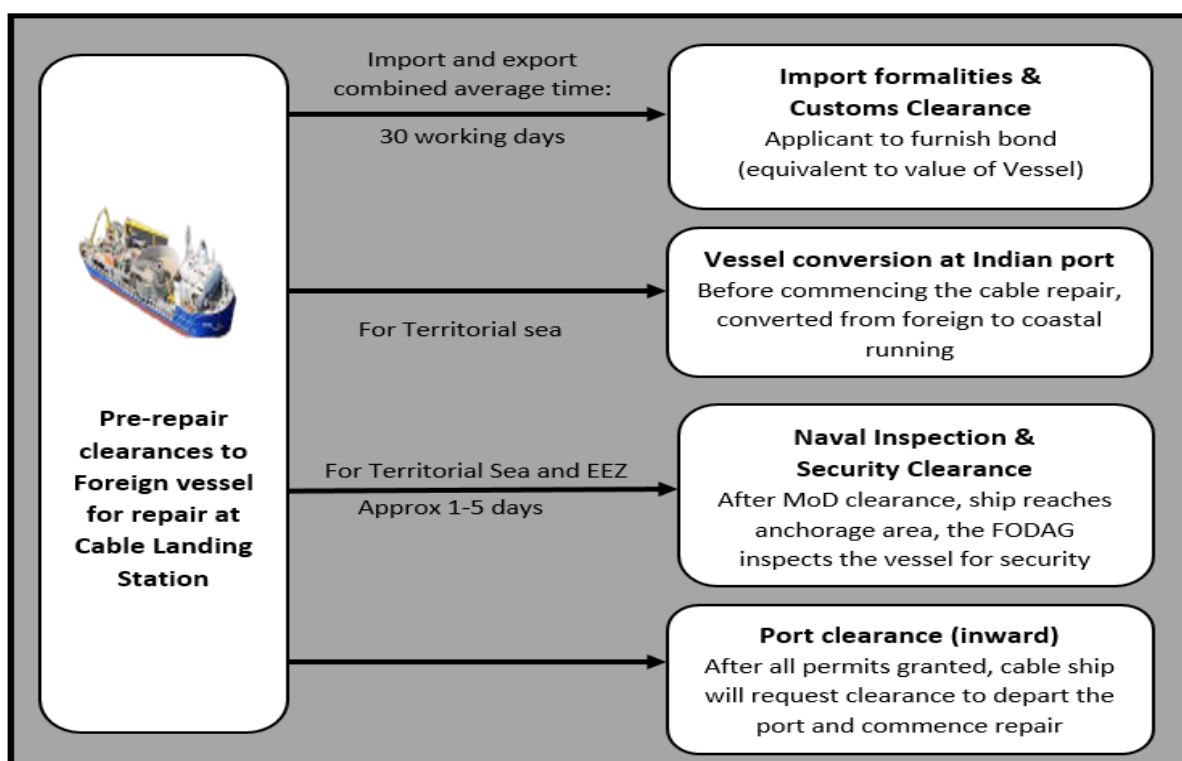 Pre-repair
clearances to
Foreign vessel
for repair at
Cable Landing
Station
Import and export
combined average time:
30 working days
Import formalities &
Customs Clearance
Applicant to furnish bond
(equivalent to value of Vessel)
For Territorial sea
Vessel conversion at Indian port
Before commencing the cable repair,
converted from foreign to coastal
running
For Territorial Sea and EEZ
Approx 1-5 days
Naval Inspection &
Security Clearance
After MoD clearance, ship reaches
anchorage area, the FODAG
inspects the vessel for security
Port clearance (inward)
After all permits granted, cable ship
will request clearance to depart the
port and commence repair